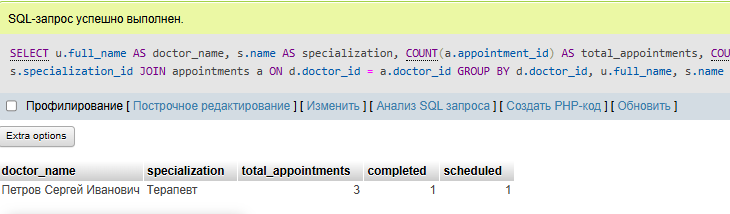 SQL-запрос успешно выполнен.
SELECT u.full_name AS doctor_name, s.name AS specialization, COUNT(a.appointment_id) AS total_appointments, COU
s.specialization_id JOIN appointments a ON d.doctor_id = a.doctor_id GROUP BY d.doctor_id, u.full_name, s.name
Профилирование [ Построчное редактирование ] [ Изменить ] [ Анализ SQL запроса ] [ Создать PHP-код ] [ Обновить ]
Extra options
doctor_name specialization total_appointments completed scheduled
Петров Сергей Иванович Терапевт 3 1 1